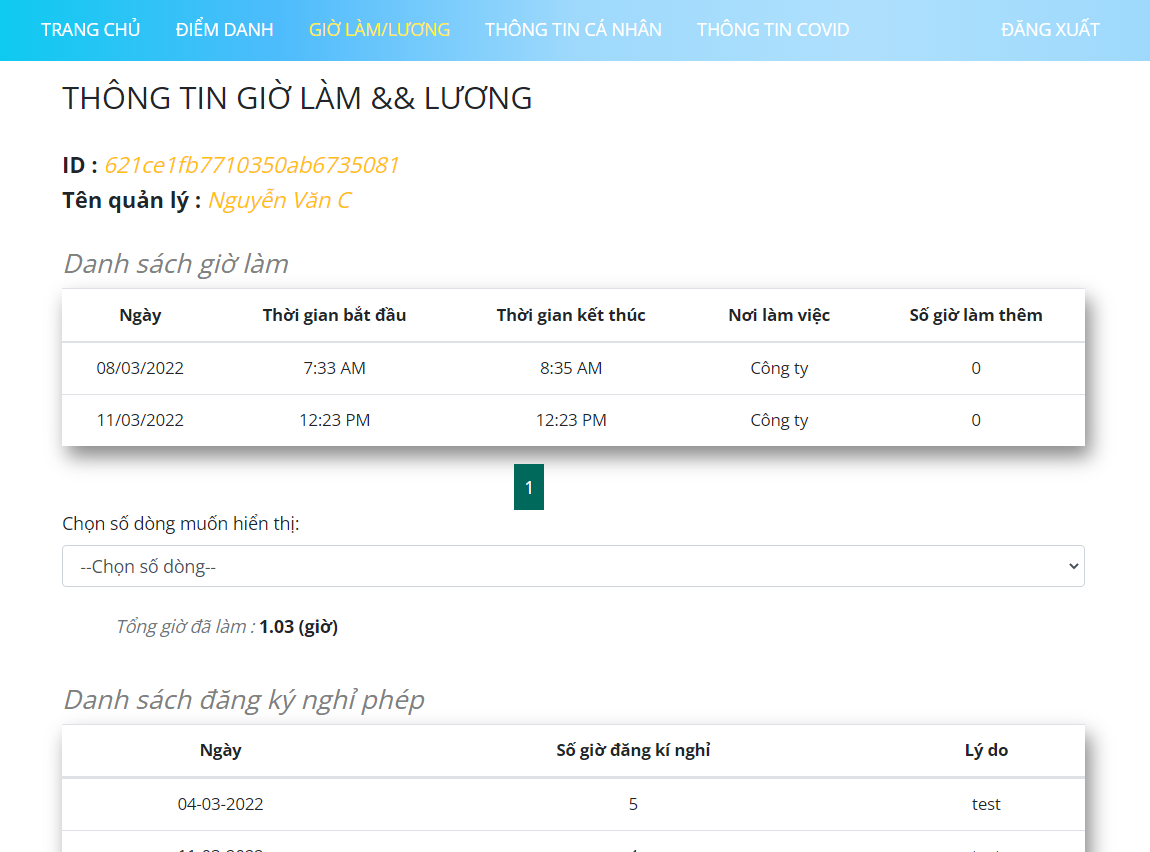 TRANG CHỦ ĐIỂM DANH GIỜ LÀM/LƯƠNG THÔNG TIN CÁ NHÂN THÔNG TIN COVID ĐĂNG XUẤT
THÔNG TIN GIỜ LÀM && LƯƠNG
ID : 621ce1fb7710350ab6735081
Tên quản lý : Nguyễn Văn C
Danh sách giờ làm
Ngày Thời gian bắt đầu Thời gian kết thúc Nơi làm việc Số giờ làm thêm
08/03/2022 7:33 AM 8:35 AM Công ty 0
11/03/2022 12:23 PM 12:23 PM Công ty 0
1
Chọn số dòng muốn hiển thị:
--Chọn số dòng--
Tổng giờ đã làm : 1.03 (giờ)
Danh sách đăng ký nghỉ phép
Ngày Số giờ đăng kí nghỉ Lý do
04-03-2022 5 test